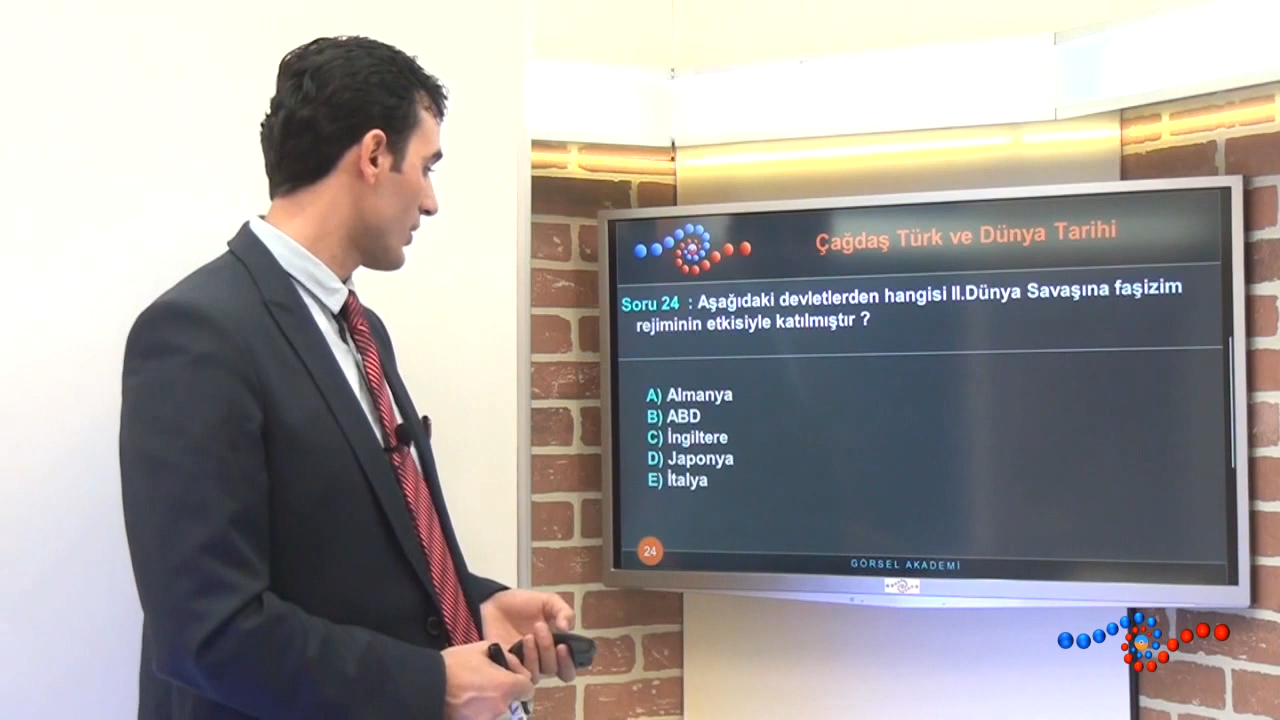 Çağdaş Türk ve Dünya Tarihi
Soru 24 : Aşağıdaki devletlerden hangisi II.Dünya Savaşına faşizim
rejiminin etkisiyle katılmıştır ?
A) Almanya
B) ABD
C) İngiltere
D) Japonya
E) İtalya
24
GÖRSEL AKADEMİ